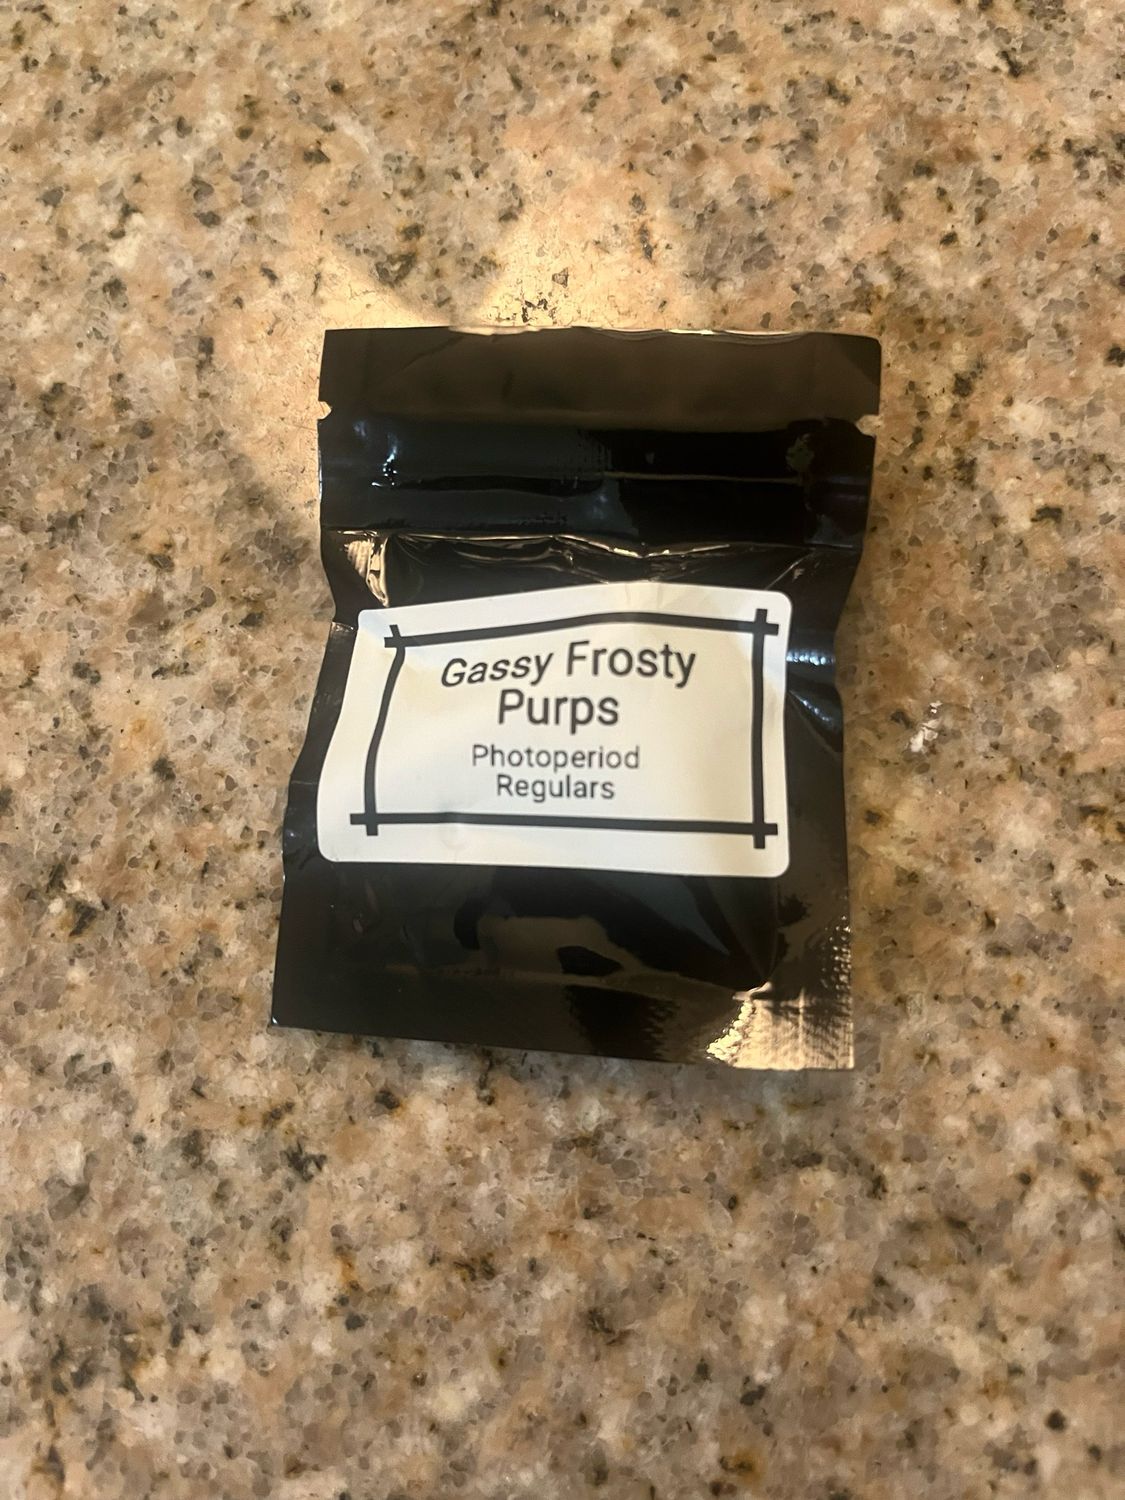 Gassy Frosty
Purps
Photoperiod
Regulars